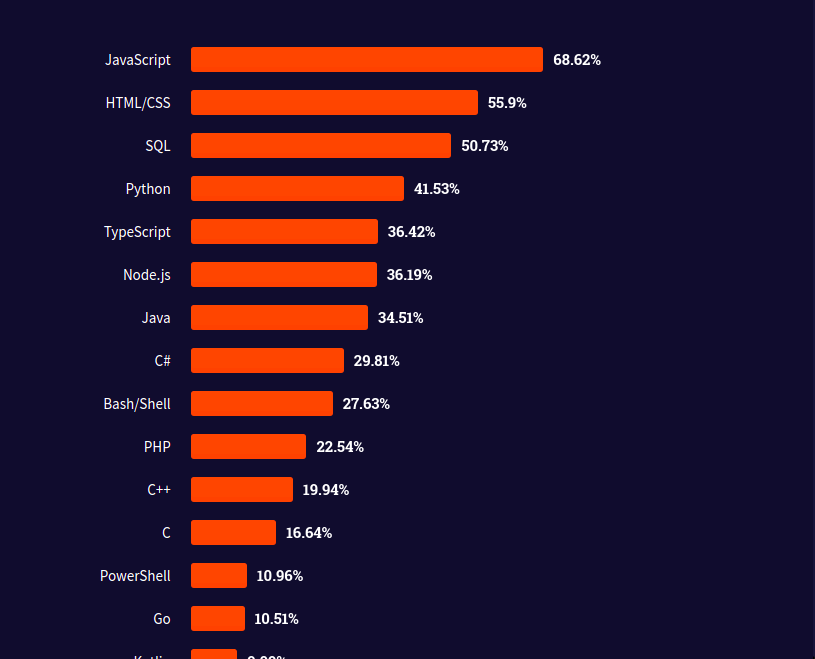 JavaScript 68.62%
HTML/CSS 55.9%
SQL 50.73%
Python 41.53%
TypeScript 36.42%
Node.js 36.19%
Java 34.51%
C# 29.81%
Bash/Shell 27.63%
PHP 22.54%
C++ 19.94%
C 16.64%
PowerShell 10.96%
Go 10.51%